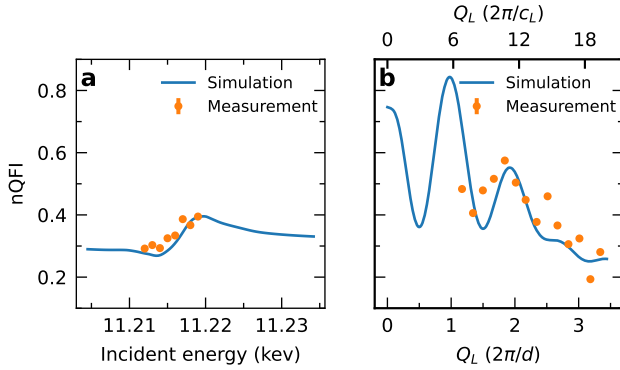 Q_L (2π/c_L)
0 6 12 18
a
Simulation
Measurement
b
Simulation
Measurement
nQFI
0.8
0.6
0.4
0.2
11.21 11.22 11.23
0 1 2 3
Incident energy (kev)
Q_L (2π/d)